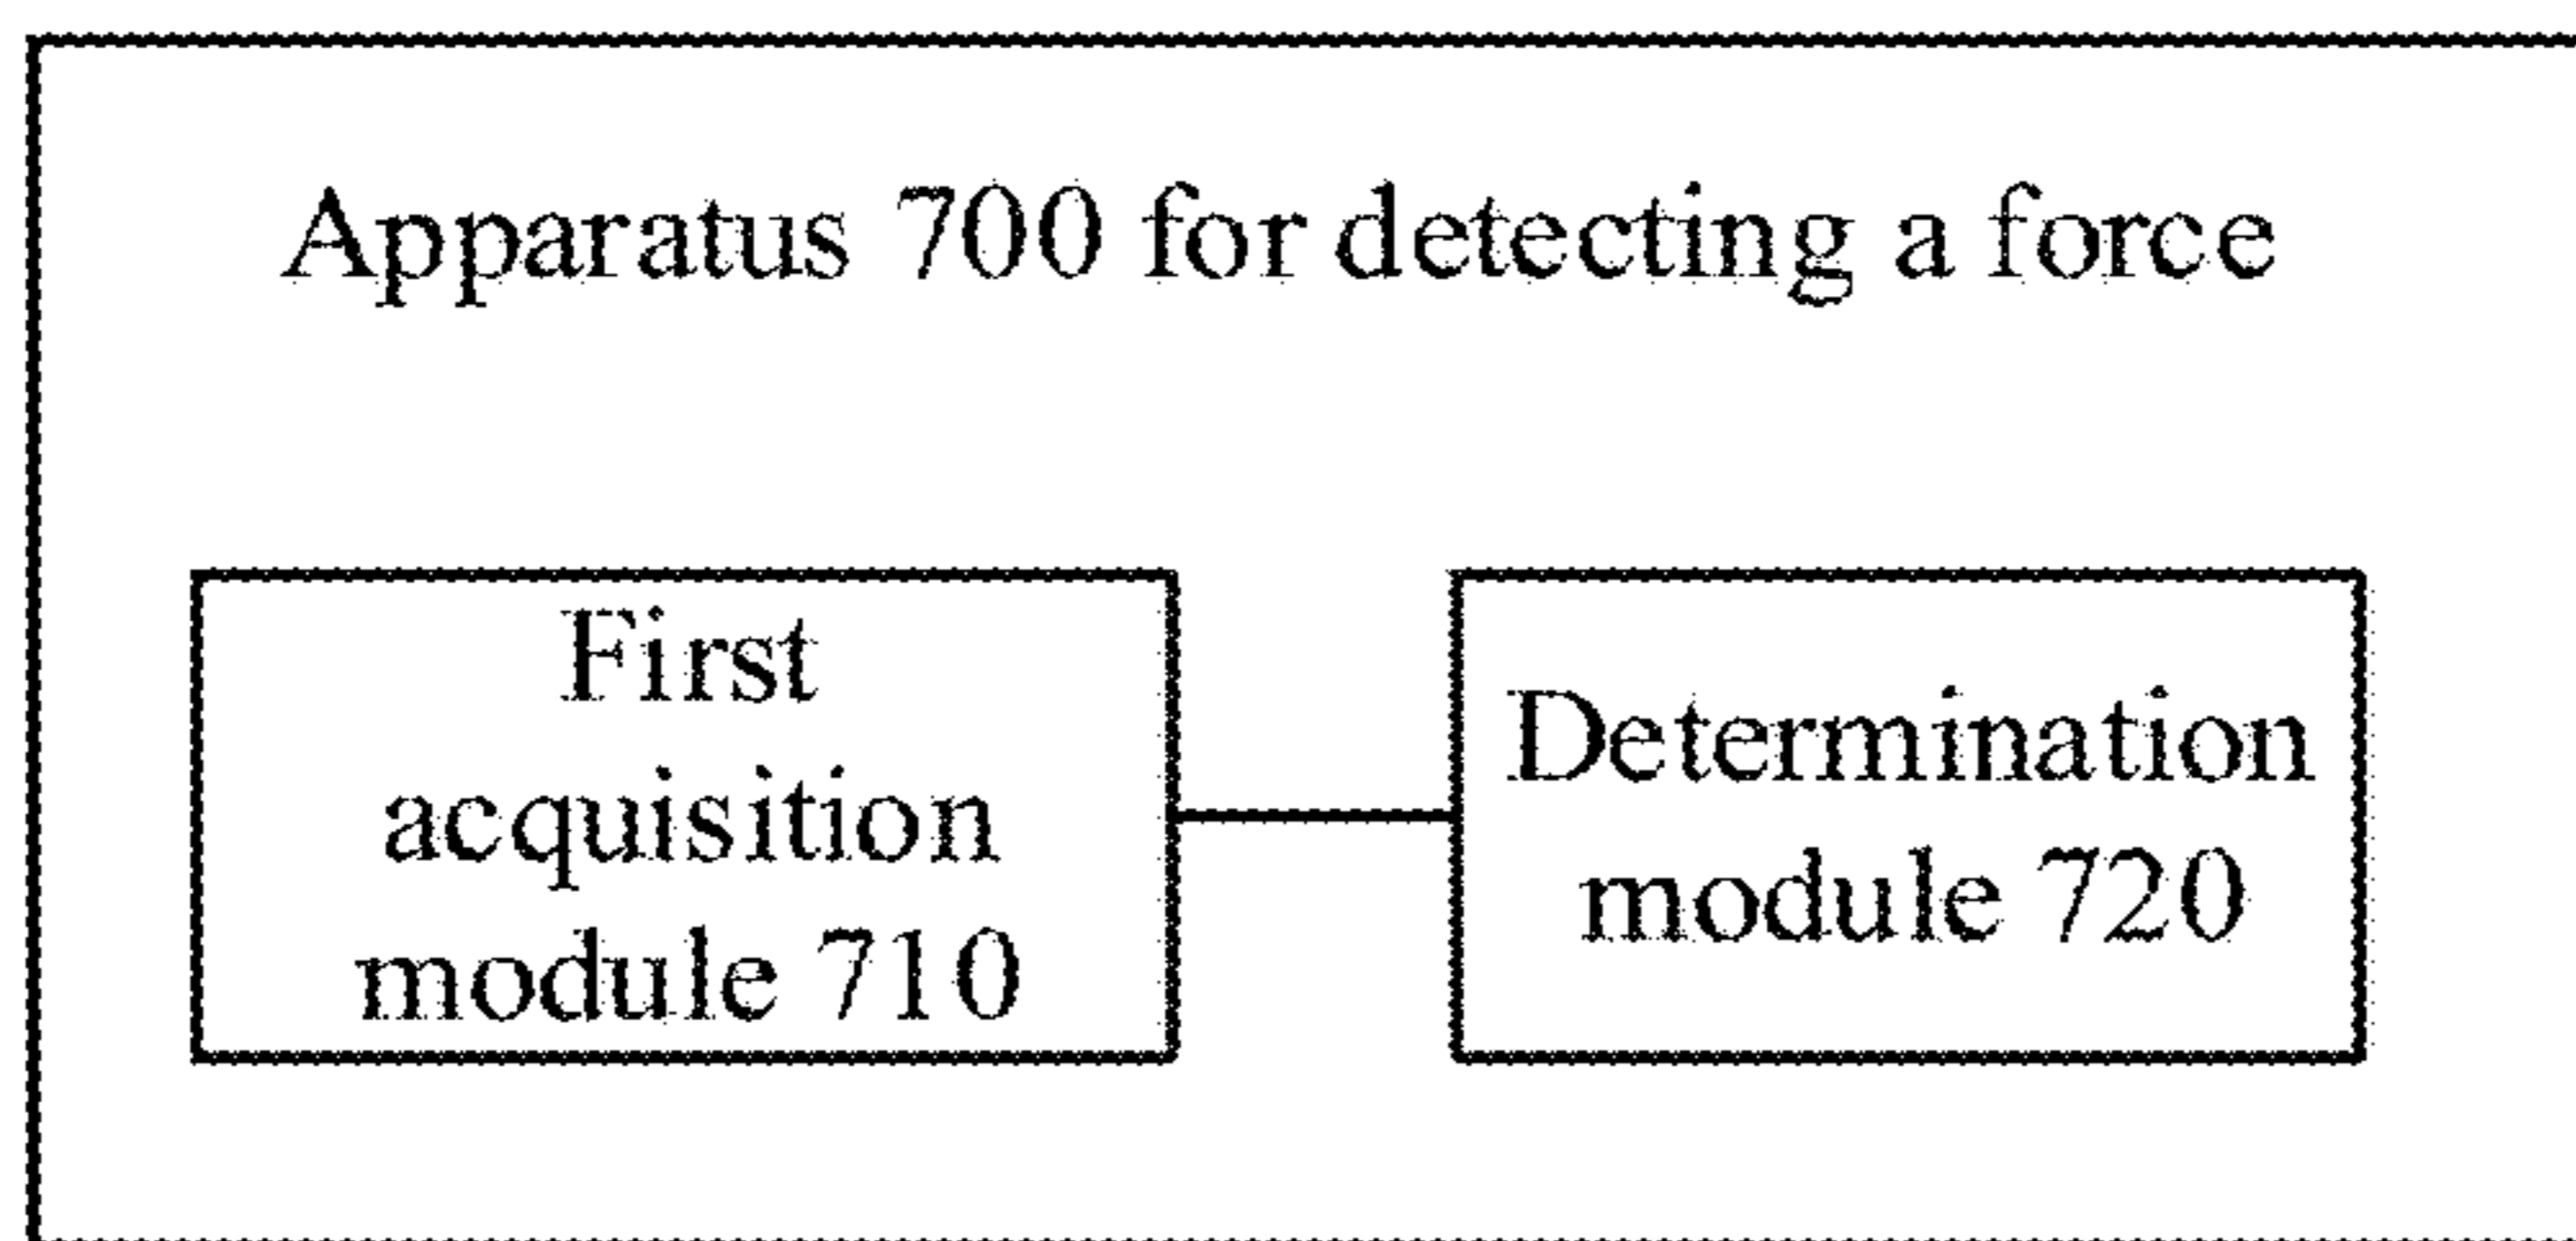 Apparatus 700 for detecting a force
First
acquisition
module 710
Determination
module 720